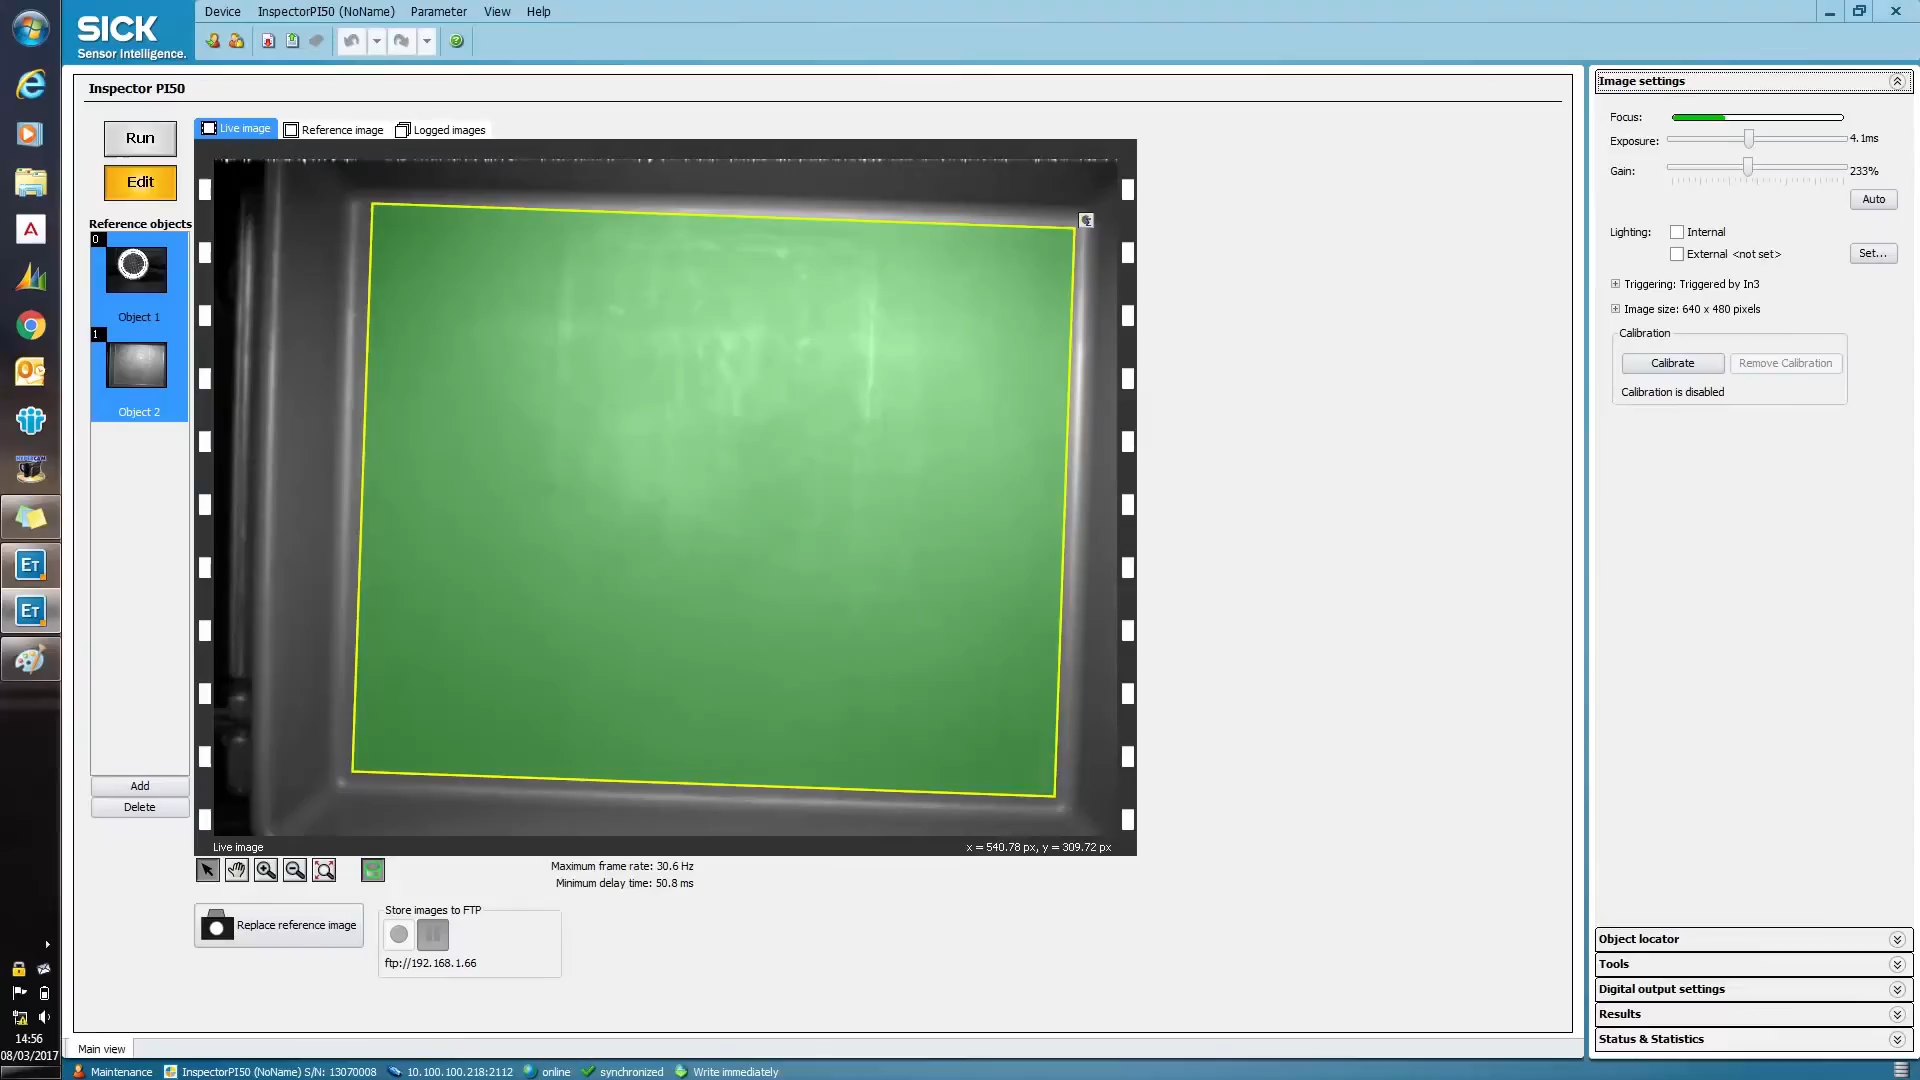 SICK
Sensor Intelligence.
Device InspectorPI50 (NoName) Parameter View Help
Inspector PI50
Run
Edit
Live image Reference image Logged images
Reference objects
0
Object 1
1
Object 2
Add
Delete
Live image x = 540.78 px, y = 309.72 px
Maximum frame rate: 30.6 Hz
Minimum delay time: 50.8 ms
Replace reference image
Store images to FTP
ftp://192.168.1.66
Image settings
Focus:
Exposure: 4.1ms
Gain: 233%
Auto
Lighting: Internal
External <not set> Set...
Triggering: Triggered by In3
Image size: 640 x 480 pixels
Calibration
Calibrate Remove Calibration
Calibration is disabled
Object locator
Tools
Digital output settings
Results
Status & Statistics
ET
ET
14:56
08/03/2017
Main view
Maintenance InspectorPI50 (NoName) S/N: 13070008 10.100.100.218:2112 online synchronized Write immediately